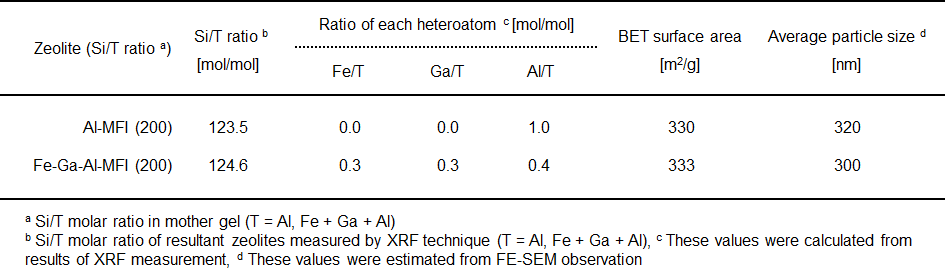 Zeolite (Si/T ratio ᵃ) Si/T ratio ᵇ [mol/mol] Ratio of each heteroatom ᶜ [mol/mol] BET surface area [m²/g] Average particle size ᵈ [nm]
Fe/T Ga/T Al/T
Al-MFI (200) 123.5 0.0 0.0 1.0 330 320
Fe-Ga-Al-MFI (200) 124.6 0.3 0.3 0.4 333 300
ᵃ Si/T molar ratio in mother gel (T = Al, Fe + Ga + Al)
ᵇ Si/T molar ratio of resultant zeolites measured by XRF technique (T = Al, Fe + Ga + Al), ᶜ These values were calculated from
results of XRF measurement, ᵈ These values were estimated from FE-SEM observation